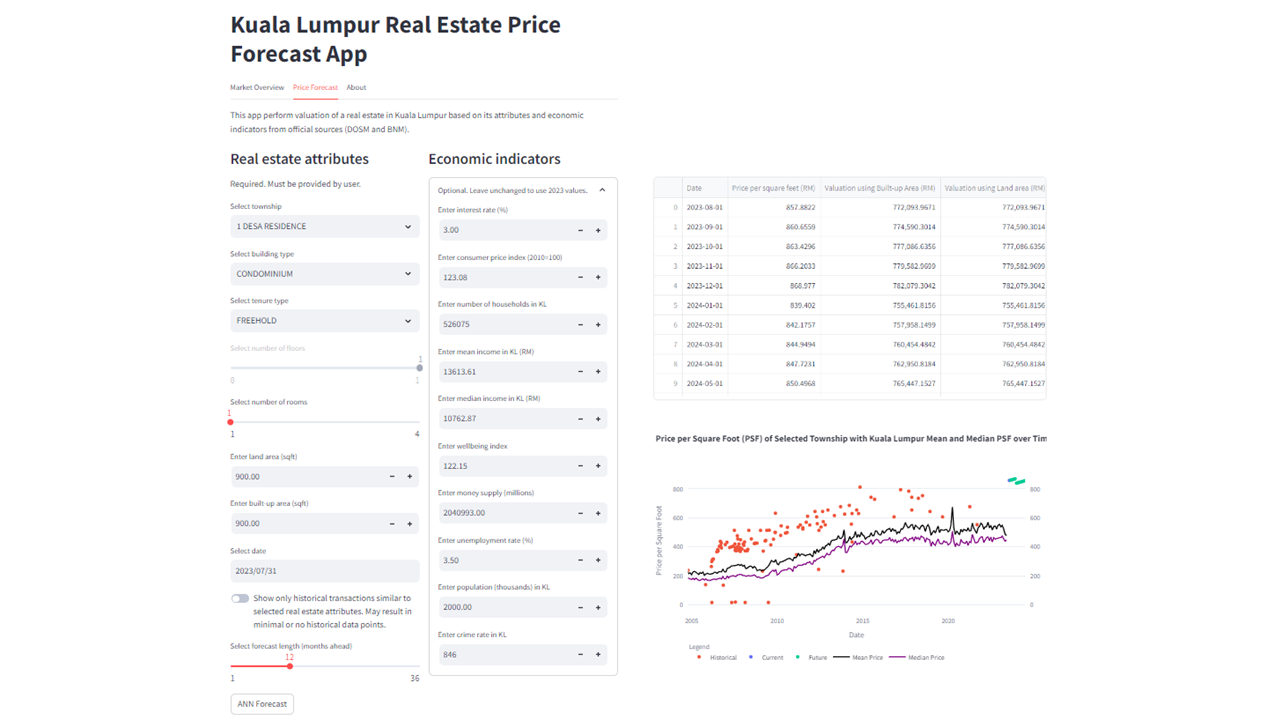 Kuala Lumpur Real Estate Price
Forecast App
Market Overview Price Forecast About
This app perform valuation of a real estate in Kuala Lumpur based on its attributes and economic
indicators from official sources (DOSM and BNM).
Real estate attributes
Required. Must be provided by user.
Select township
1 DESA RESIDENCE
Select building type
CONDOMINIUM
Select tenure type
FREEHOLD
Select number of floors
1
0 1
Select number of rooms
1
1 4
Enter land area (sqft)
900.00 − +
Enter built-up area (sqft)
900.00 − +
Select date
2023/07/31
Show only historical transactions similar to
selected real estate attributes. May result in
minimal or no historical data points.
Select forecast length (months ahead)
12
1 36
ANN Forecast
Economic indicators
Optional. Leave unchanged to use 2023 values.
Enter interest rate (%)
3.00 − +
Enter consumer price index (2010=100)
123.08 − +
Enter number of households in KL
526075 − +
Enter mean income in KL (RM)
13613.61 − +
Enter median income in KL (RM)
10762.87 − +
Enter wellbeing index
122.15 − +
Enter money supply (millions)
2040993.00 − +
Enter unemployment rate (%)
3.50 − +
Enter population (thousands) in KL
2000.00 − +
Enter crime rate in KL
846 − +
Date Price per square feet (RM) Valuation using Built-up Area (RM) Valuation using Land area (RM)
0 2023-08-01 857.8822 772,093.9671 772,093.9671
1 2023-09-01 860.6559 774,590.3014 774,590.3014
2 2023-10-01 863.4296 777,086.6356 777,086.6356
3 2023-11-01 866.2033 779,582.9699 779,582.9699
4 2023-12-01 868.977 782,079.3042 782,079.3042
5 2024-01-01 839.402 755,461.8156 755,461.8156
6 2024-02-01 842.1757 757,958.1499 757,958.1499
7 2024-03-01 844.9494 760,454.4842 760,454.4842
8 2024-04-01 847.7231 762,950.8184 762,950.8184
9 2024-05-01 850.4968 765,447.1527 765,447.1527
Price per Square Foot (PSF) of Selected Township with Kuala Lumpur Mean and Median PSF over Tim
Price per Square Foot
800 800
600 600
400 400
200 200
0 0
2005 2010 2015 2020
Date
Legend
Historical Current Future Mean Price Median Price